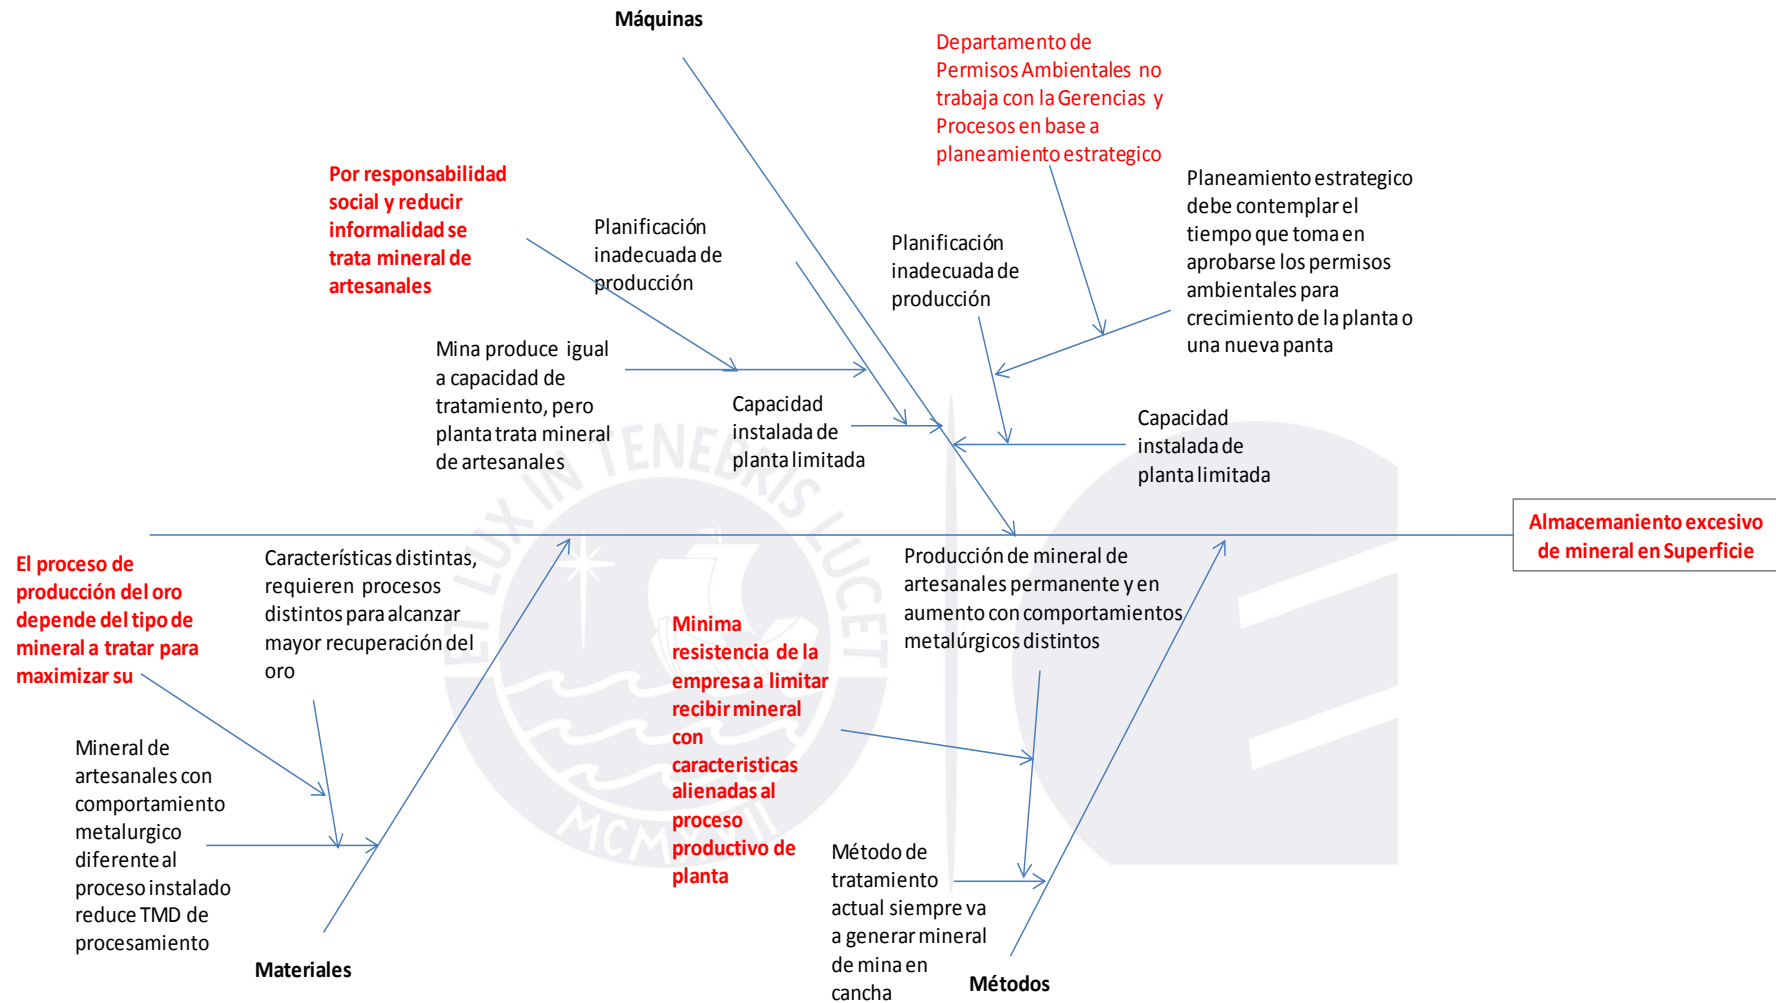 Máquinas
Departamento de
Permisos Ambientales no
trabaja con la Gerencias y
Procesos en base a
planeamiento estrategico
Por responsabilidad
social y reducir
informalidad se
trata mineral de
artesanales
Planificación
inadecuada de
producción
Planificación
inadecuada de
producción
Planeamiento estrategico
debe contemplar el
tiempo que toma en
aprobarse los permisos
ambientales para
crecimiento de la planta o
una nueva panta
Mina produce igual
a capacidad de
tratamiento, pero
planta trata mineral
de artesanales
Capacidad
instalada de
planta limitada
Capacidad
instalada de
planta limitada
Almacemaniento excesivo
de mineral en Superficie
El proceso de
producción del oro
depende del tipo de
mineral a tratar para
maximizar su
Características distintas,
requieren procesos
distintos para alcanzar
mayor recuperación del
oro
Minima
resistencia de la
empresa a limitar
recibir mineral
con
caracteristicas
alienadas al
proceso
productivo de
planta
Producción de mineral de
artesanales permanente y en
aumento con comportamientos
metalúrgicos distintos
Mineral de
artesanales con
comportamiento
metalurgico
diferente al
proceso instalado
reduce TMD de
procesamiento
Método de
tratamiento
actual siempre va
a generar mineral
de mina en
cancha
Materiales
Métodos
ET LUX IN TENEBRIS LUCET
MCMXVII